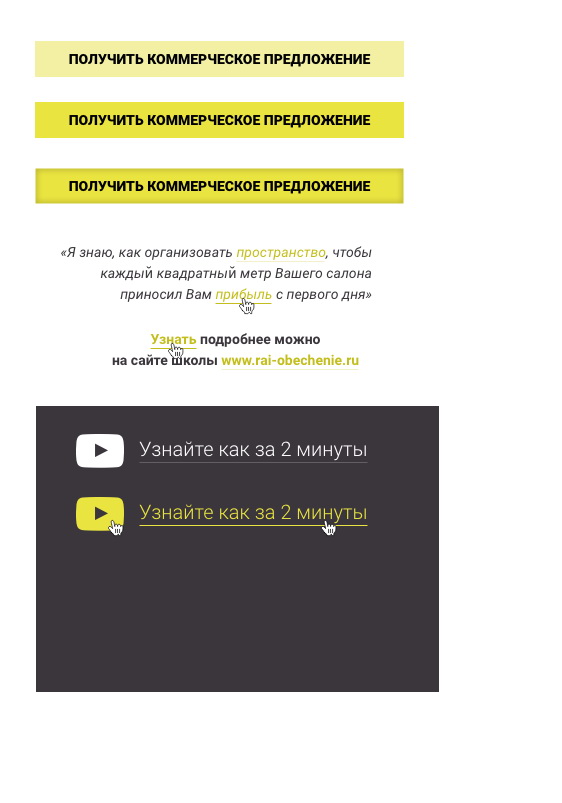 ПОЛУЧИТЬ КОММЕРЧЕСКОЕ ПРЕДЛОЖЕНИЕ
ПОЛУЧИТЬ КОММЕРЧЕСКОЕ ПРЕДЛОЖЕНИЕ
ПОЛУЧИТЬ КОММЕРЧЕСКОЕ ПРЕДЛОЖЕНИЕ
«Я знаю, как организовать пространство, чтобы
каждый квадратный метр Вашего салона
приносил Вам прибыль с первого дня»
Узнать подробнее можно
на сайте школы www.rai-obechenie.ru
Узнайте как за 2 минуты
Узнайте как за 2 минуты